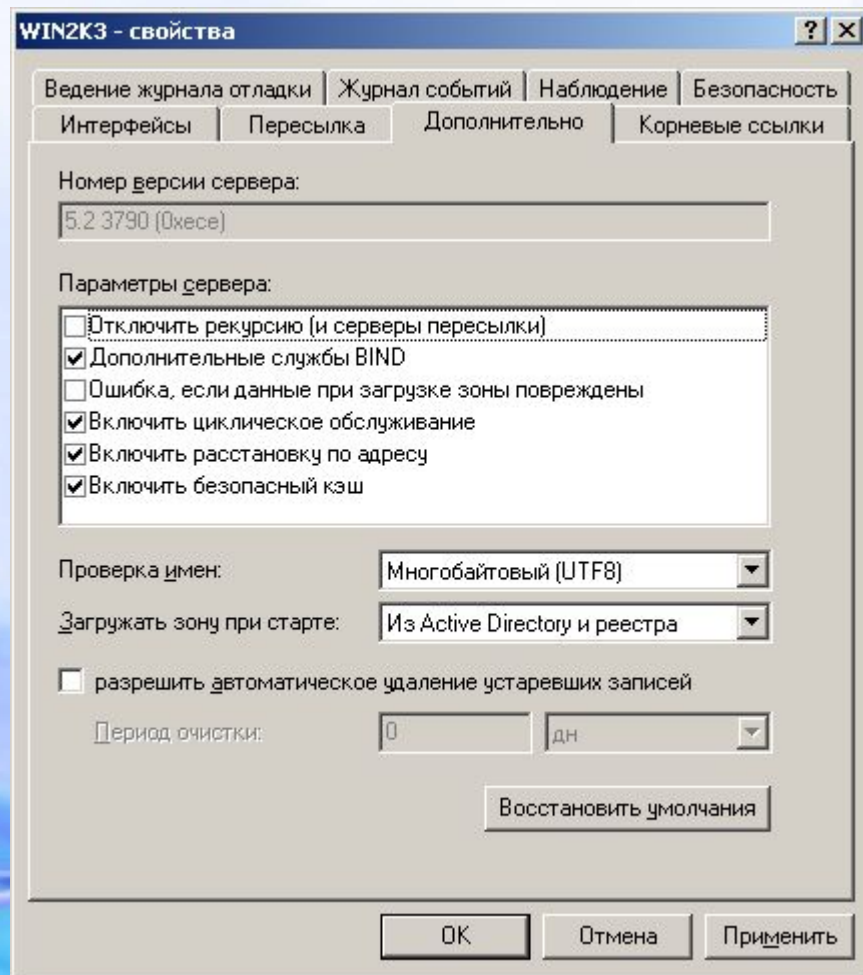 WIN2K3 - свойства
Ведение журнала отладки Журнал событий Наблюдение Безопасность
Интерфейсы Пересылка Дополнительно Корневые ссылки
Номер версии сервера:
5.2 3790 (0xece)
Параметры сервера:
Отключить рекурсию (и серверы пересылки)
Дополнительные службы BIND
Ошибка, если данные при загрузке зоны повреждены
Включить циклическое обслуживание
Включить расстановку по адресу
Включить безопасный кэш
Проверка имен: Многобайтовый (UTF8)
Загружать зону при старте: Из Active Directory и реестра
разрешить автоматическое удаление устаревших записей
Период очистки: 0 дн
Восстановить умолчания
OK Отмена Применить